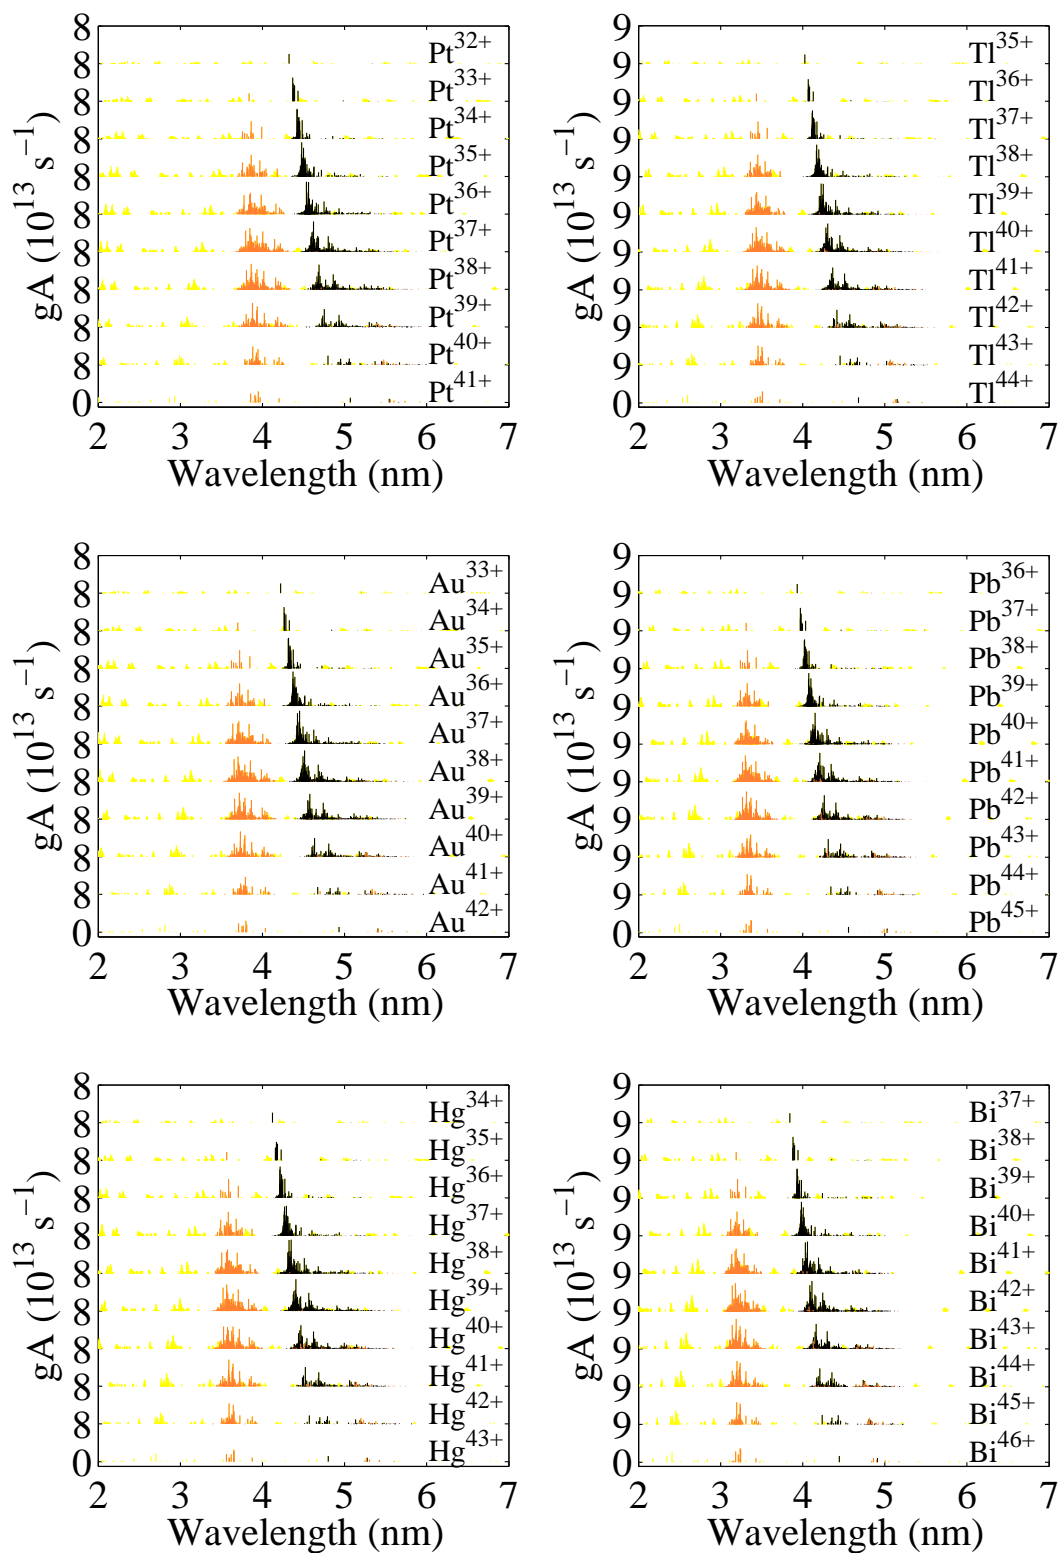 8
8 Pt32+
8 Pt33+
8 Pt34+
8 Pt35+
8 Pt36+
8 Pt37+
8 Pt38+
8 Pt39+
8 Pt40+
0 Pt41+
2 3 4 5 6 7
Wavelength (nm)
gA (10^13 s^−1)
9
9 Tl35+
9 Tl36+
9 Tl37+
9 Tl38+
9 Tl39+
9 Tl40+
9 Tl41+
9 Tl42+
9 Tl43+
0 Tl44+
2 3 4 5 6 7
Wavelength (nm)
gA (10^13 s^−1)
8
8 Au33+
8 Au34+
8 Au35+
8 Au36+
8 Au37+
8 Au38+
8 Au39+
8 Au40+
8 Au41+
0 Au42+
2 3 4 5 6 7
Wavelength (nm)
gA (10^13 s^−1)
9
9 Pb36+
9 Pb37+
9 Pb38+
9 Pb39+
9 Pb40+
9 Pb41+
9 Pb42+
9 Pb43+
9 Pb44+
0 Pb45+
2 3 4 5 6 7
Wavelength (nm)
gA (10^13 s^−1)
8
8 Hg34+
8 Hg35+
8 Hg36+
8 Hg37+
8 Hg38+
8 Hg39+
8 Hg40+
8 Hg41+
8 Hg42+
0 Hg43+
2 3 4 5 6 7
Wavelength (nm)
gA (10^13 s^−1)
9
9 Bi37+
9 Bi38+
9 Bi39+
9 Bi40+
9 Bi41+
9 Bi42+
9 Bi43+
9 Bi44+
9 Bi45+
0 Bi46+
2 3 4 5 6 7
Wavelength (nm)
gA (10^13 s^−1)